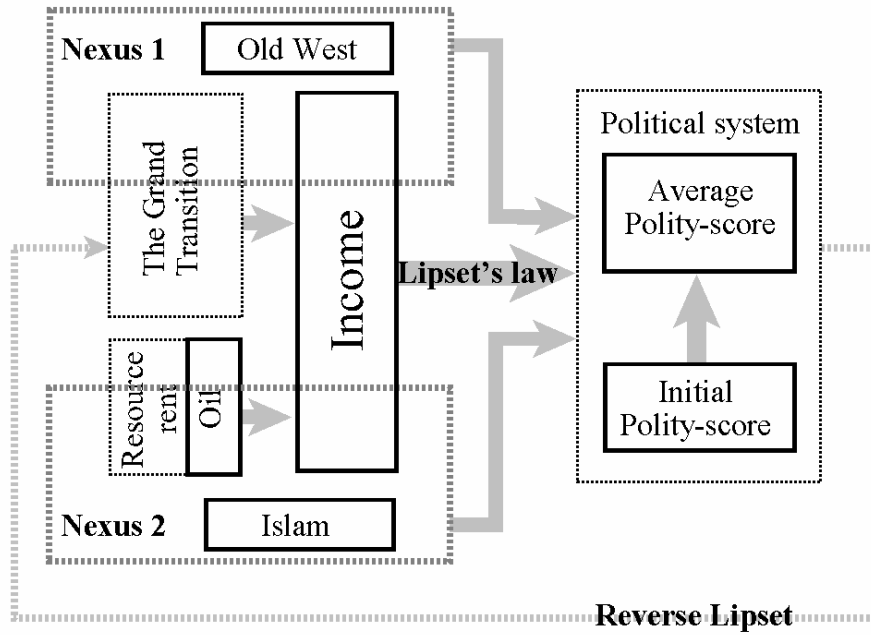 Nexus 1
Old West
The Grand
Transition
Income
Resource
rent
Oil
Nexus 2
Islam
Lipset's law
Political system
Average
Polity-score
Initial
Polity-score
Reverse Lipset